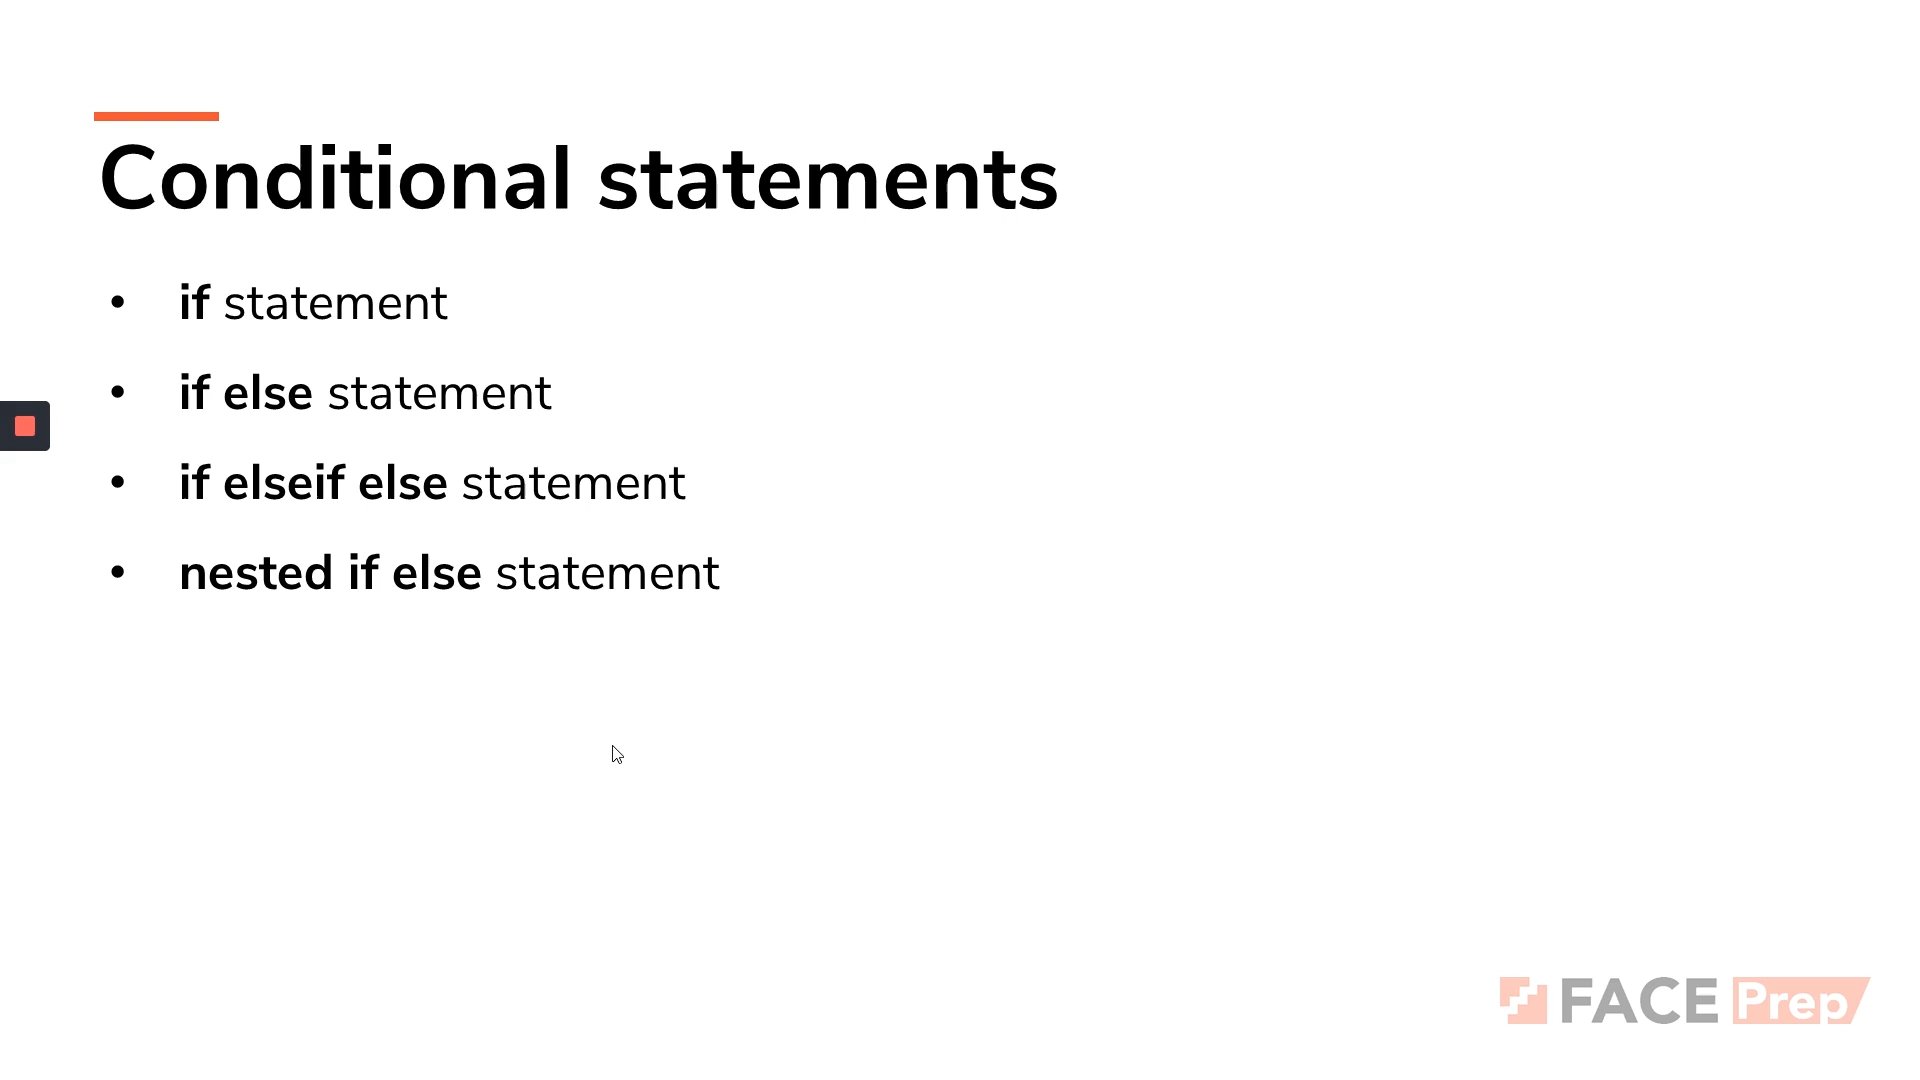 Conditional statements
• if statement
• if else statement
• if elseif else statement
• nested if else statement
FACE Prep